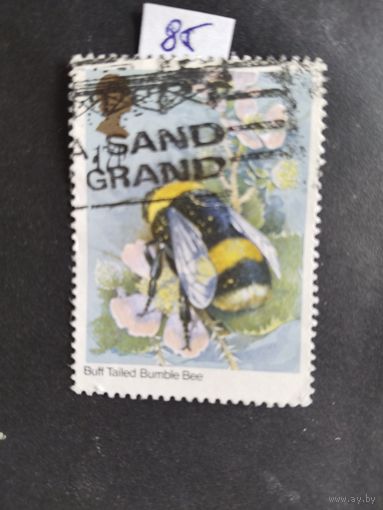 85
A, SAND
GRAND
Buff Tailed Bumble Bee
www.ay.by